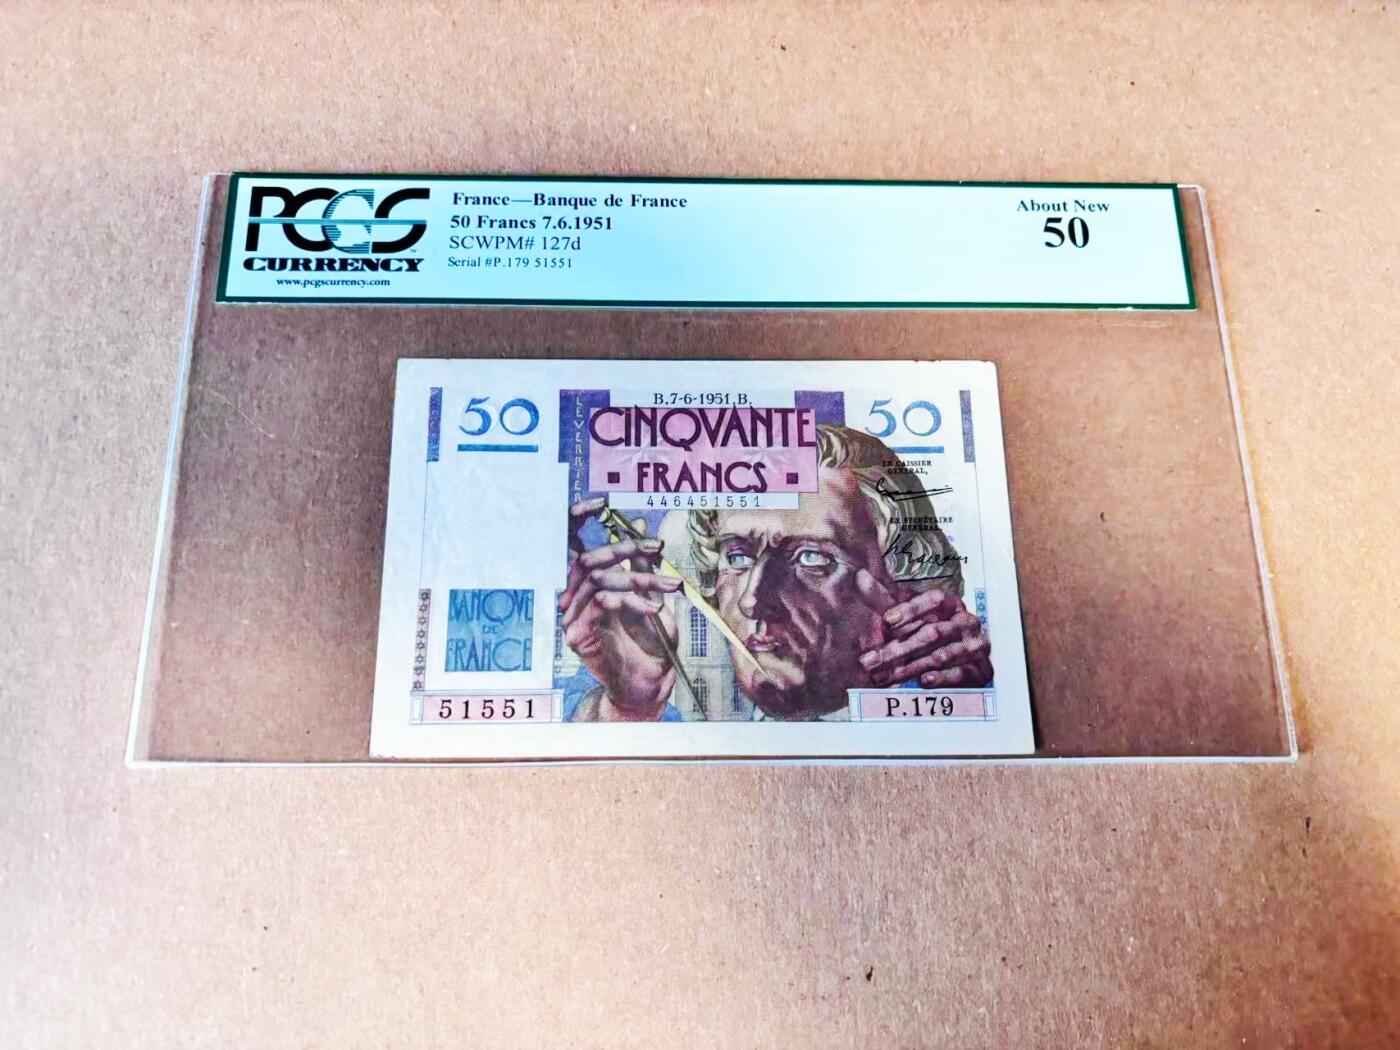 PCGS
CURRENCY
www.pcgscurrency.com
France—Banque de France
50 Francs 7.6.1951
SCWPM# 127d
Serial #P.179 51551
About New
50
50
LEVERRIER
B.7-6-1951.B.
CINQVANTE
FRANCS
446451551
50
LE CAISSIER
GÉNÉRAL,
LE SECRÉTAIRE
GÉNÉRAL
BANQVE
DE
FRANCE
51551
P.179